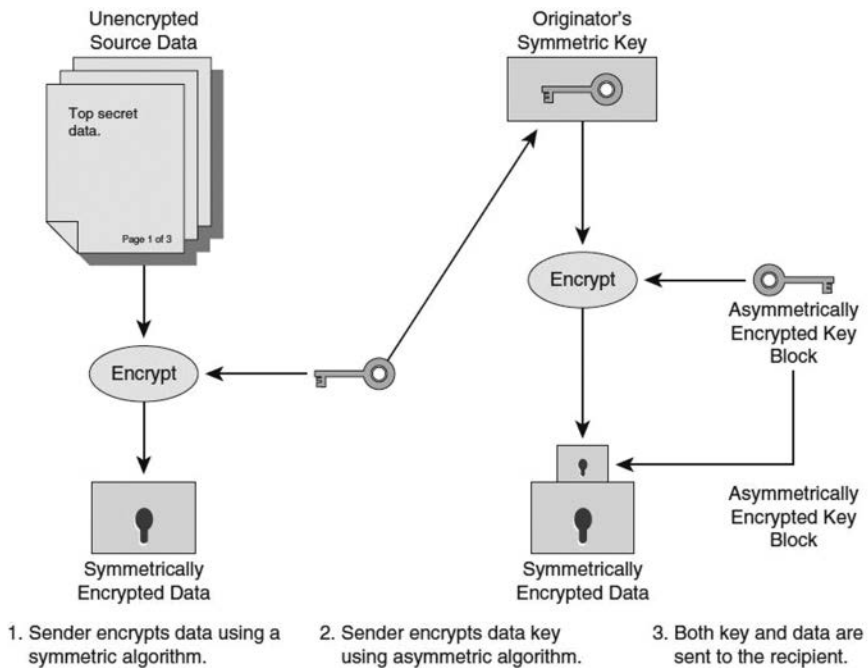 Unencrypted
Source Data
Top secret
data.
Page 1 of 3
Encrypt
Symmetrically
Encrypted Data
Originator's
Symmetric Key
Encrypt
Asymmetrically
Encrypted Key
Block
Asymmetrically
Encrypted Key
Block
Symmetrically
Encrypted Data
1. Sender encrypts data using a
symmetric algorithm.
2. Sender encrypts data key
using asymmetric algorithm.
3. Both key and data are
sent to the recipient.